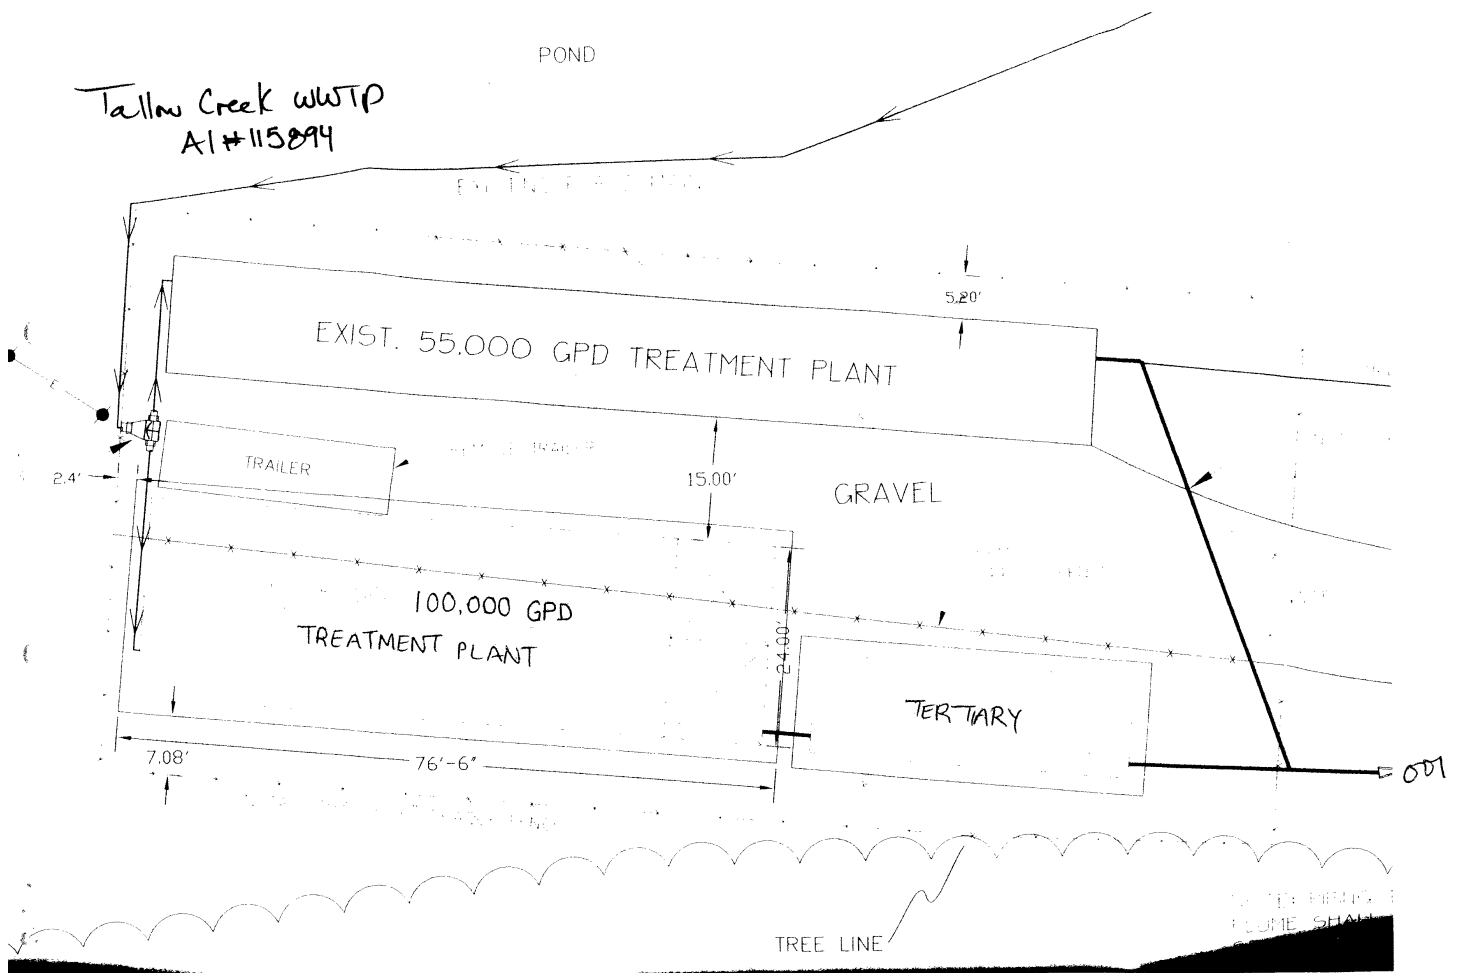 POND
Tallow Creek WWTP
AI#115894
5.20'
EXIST. 55.000 GPD TREATMENT PLANT
TRAILER
2.4'
15.00'
GRAVEL
100,000 GPD
TREATMENT PLANT
24.00'
TERTIARY
7.08'
76'-6"
001
TREE LINE